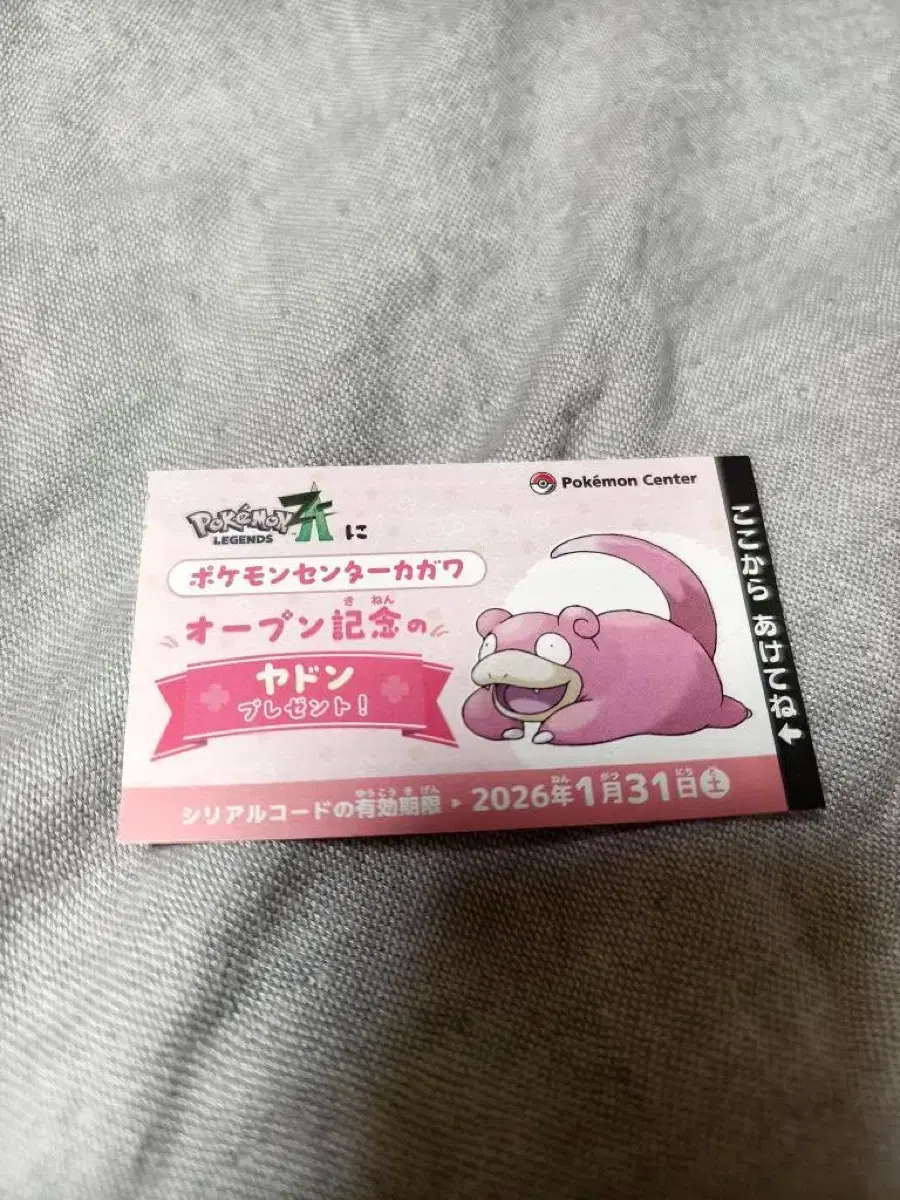 Pokémon Center
Pokémon
LEGENDS ZA に
ポケモンセンターカガワ
き ねん
オープン記念の
ヤドン
プレゼント!
ゆうこう き げん ねん がつ にち ど
シリアルコードの有効期限 ▸ 2026年1月31日土
ここから あけてね←